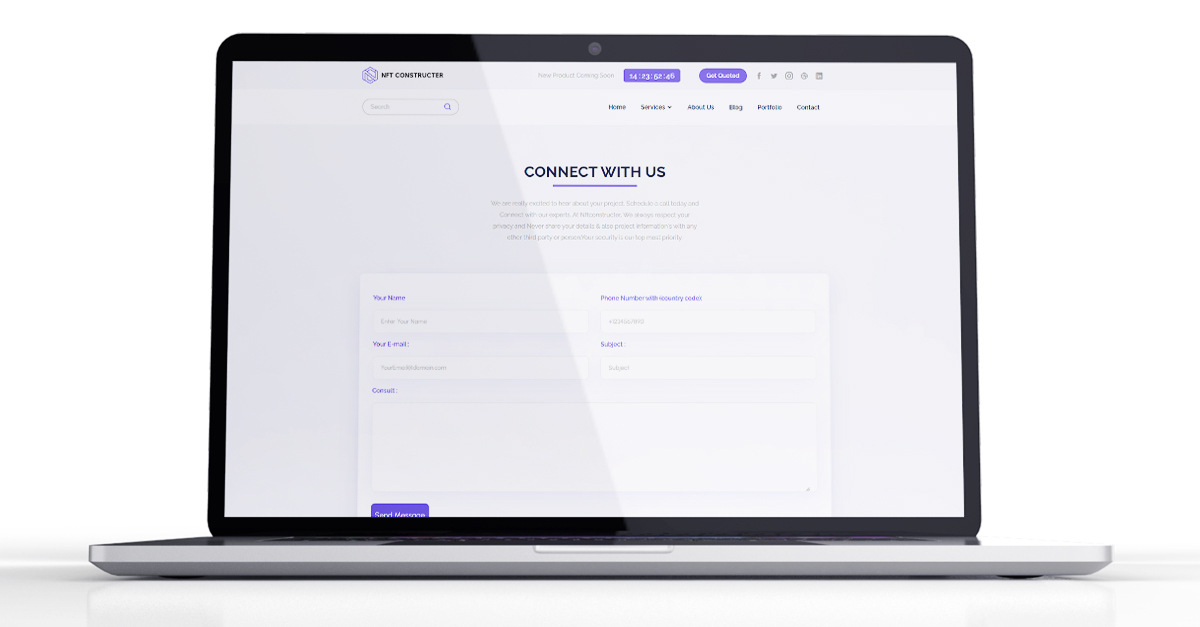 NFT CONSTRUCTER
New Product Coming Soon
14 : 23 : 52 : 46
Get Quoted
Search
Home
Services
About Us
Blog
Portfolio
Contact
CONNECT WITH US
We are really excited to hear about your project. Schedule a call today and
Connect with our experts. At Nftconstructer, We always respect your
privacy and Never share your details & also project information's with any
other third party or person.Your security is our top most priority.
Your Name
Phone Number with (country code):
Enter Your Name
Your E-mail :
Subject :
YourEmail@domain.com
Subject
Consult :
Send Message